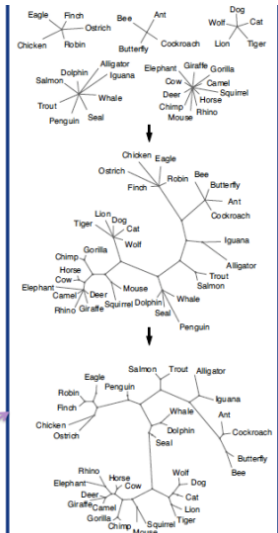 Eagle Finch
Ostrich
Chicken Robin
Bee Ant
Butterfly Cockroach
Dog
Wolf Cat
Lion Tiger
Alligator
Dolphin Iguana
Salmon
Whale
Trout
Seal
Penguin
Elephant Giraffe Gorilla
Cow Camel
Squirrel
Deer Horse
Chimp Rhino
Mouse
Chicken Eagle
Ostrich Robin
Finch
Bee
Butterfly
Ant
Cockroach
Iguana
Alligator
Trout
Salmon
Lion
Tiger Dog
Cat
Wolf
Gorilla
Chimp
Horse
Cow
Elephant
Camel Deer
Rhino Giraffe
Mouse
Squirrel
Whale
Dolphin Seal
Penguin
Salmon Trout Alligator
Eagle
Penguin
Robin
Finch
Chicken
Ostrich
Iguana
Whale
Dolphin
Seal
Ant
Cockroach
Butterfly
Bee
Rhino
Elephant Horse
Cow
Deer
Giraffe Camel
Gorilla
Chimp
Mouse
Squirrel
Wolf
Dog
Cat
Lion
Tiger